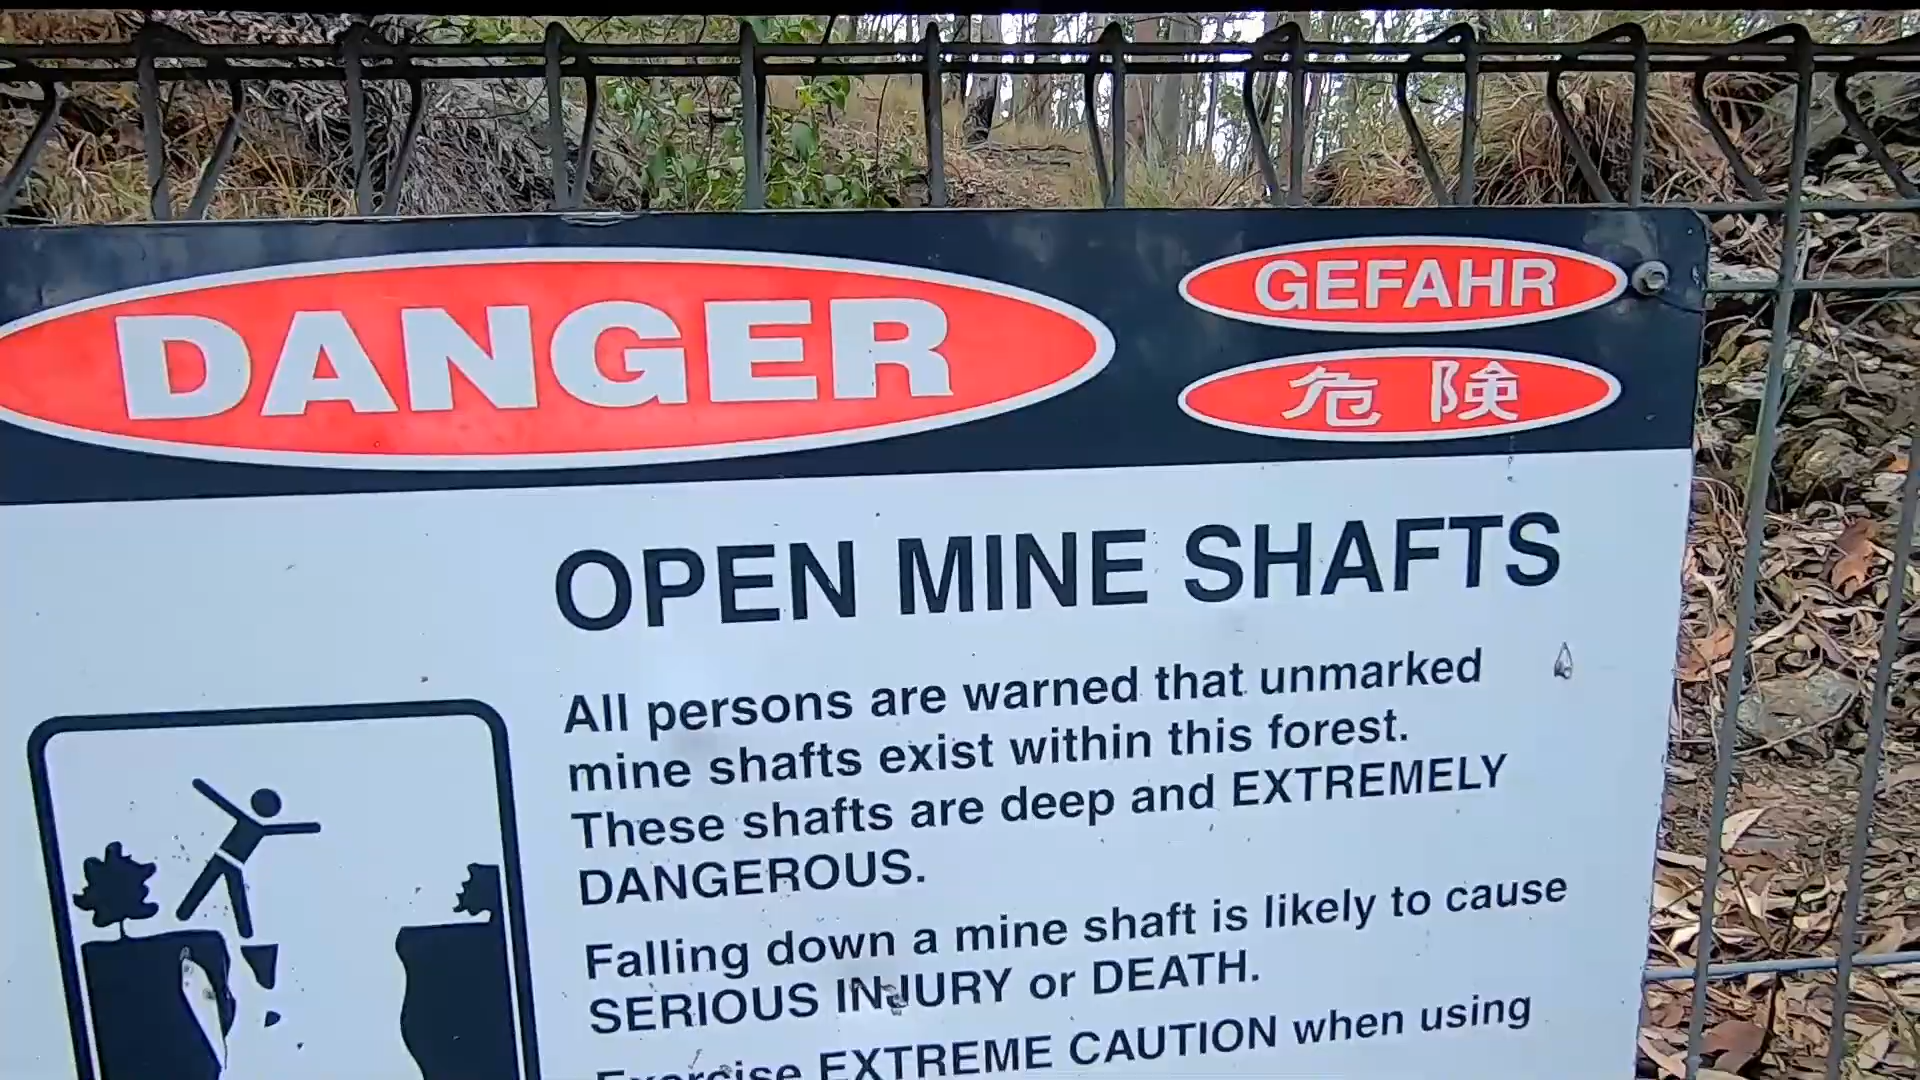 DANGER
GEFAHR
危険
OPEN MINE SHAFTS
All persons are warned that unmarked
mine shafts exist within this forest.
These shafts are deep and EXTREMELY
DANGEROUS.
Falling down a mine shaft is likely to cause
SERIOUS INJURY or DEATH.
Exercise EXTREME CAUTION when using